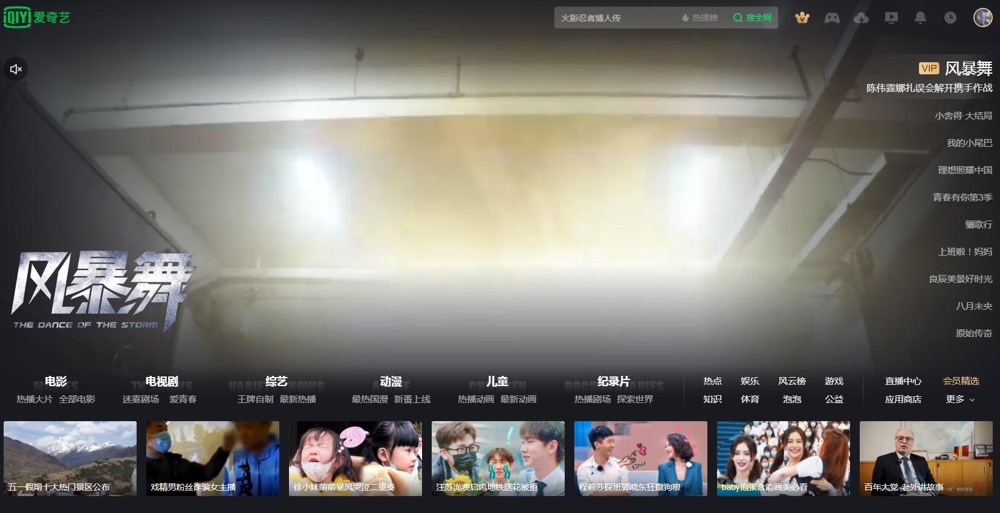 iQIYI 爱奇艺
火影忍者博人传 热搜榜 搜全网
VIP 风暴舞
陈伟霆娜扎误会解开携手作战
小舍得·大结局
我的小尾巴
理想照耀中国
青春有你第3季
骊歌行
上班啦！妈妈
良辰美景好时光
八月未央
原始传奇
风暴舞
THE DANCE OF THE STORM
电影 电视剧 综艺 动漫 儿童 纪录片 热点 娱乐 风云榜 游戏 直播中心 会员精选
热播大片 全部电影 迷雾剧场 爱青春 王牌自制 最新热播 最热国漫 新番上线 热播动画 最新动画 热播剧场 探索世界 知识 体育 泡泡 公益 应用商店 更多
Chu!
五一假期十大热门景区公布
戏精男粉丝诈骗女主播
徐小妹萌萌暴风哭泣二重奏
汪苏泷费启鸣地铁送花被拒
程莉莎探班郭晓东狂撒狗粮
baby抱张含韵画美必看
百年大党-老外讲故事